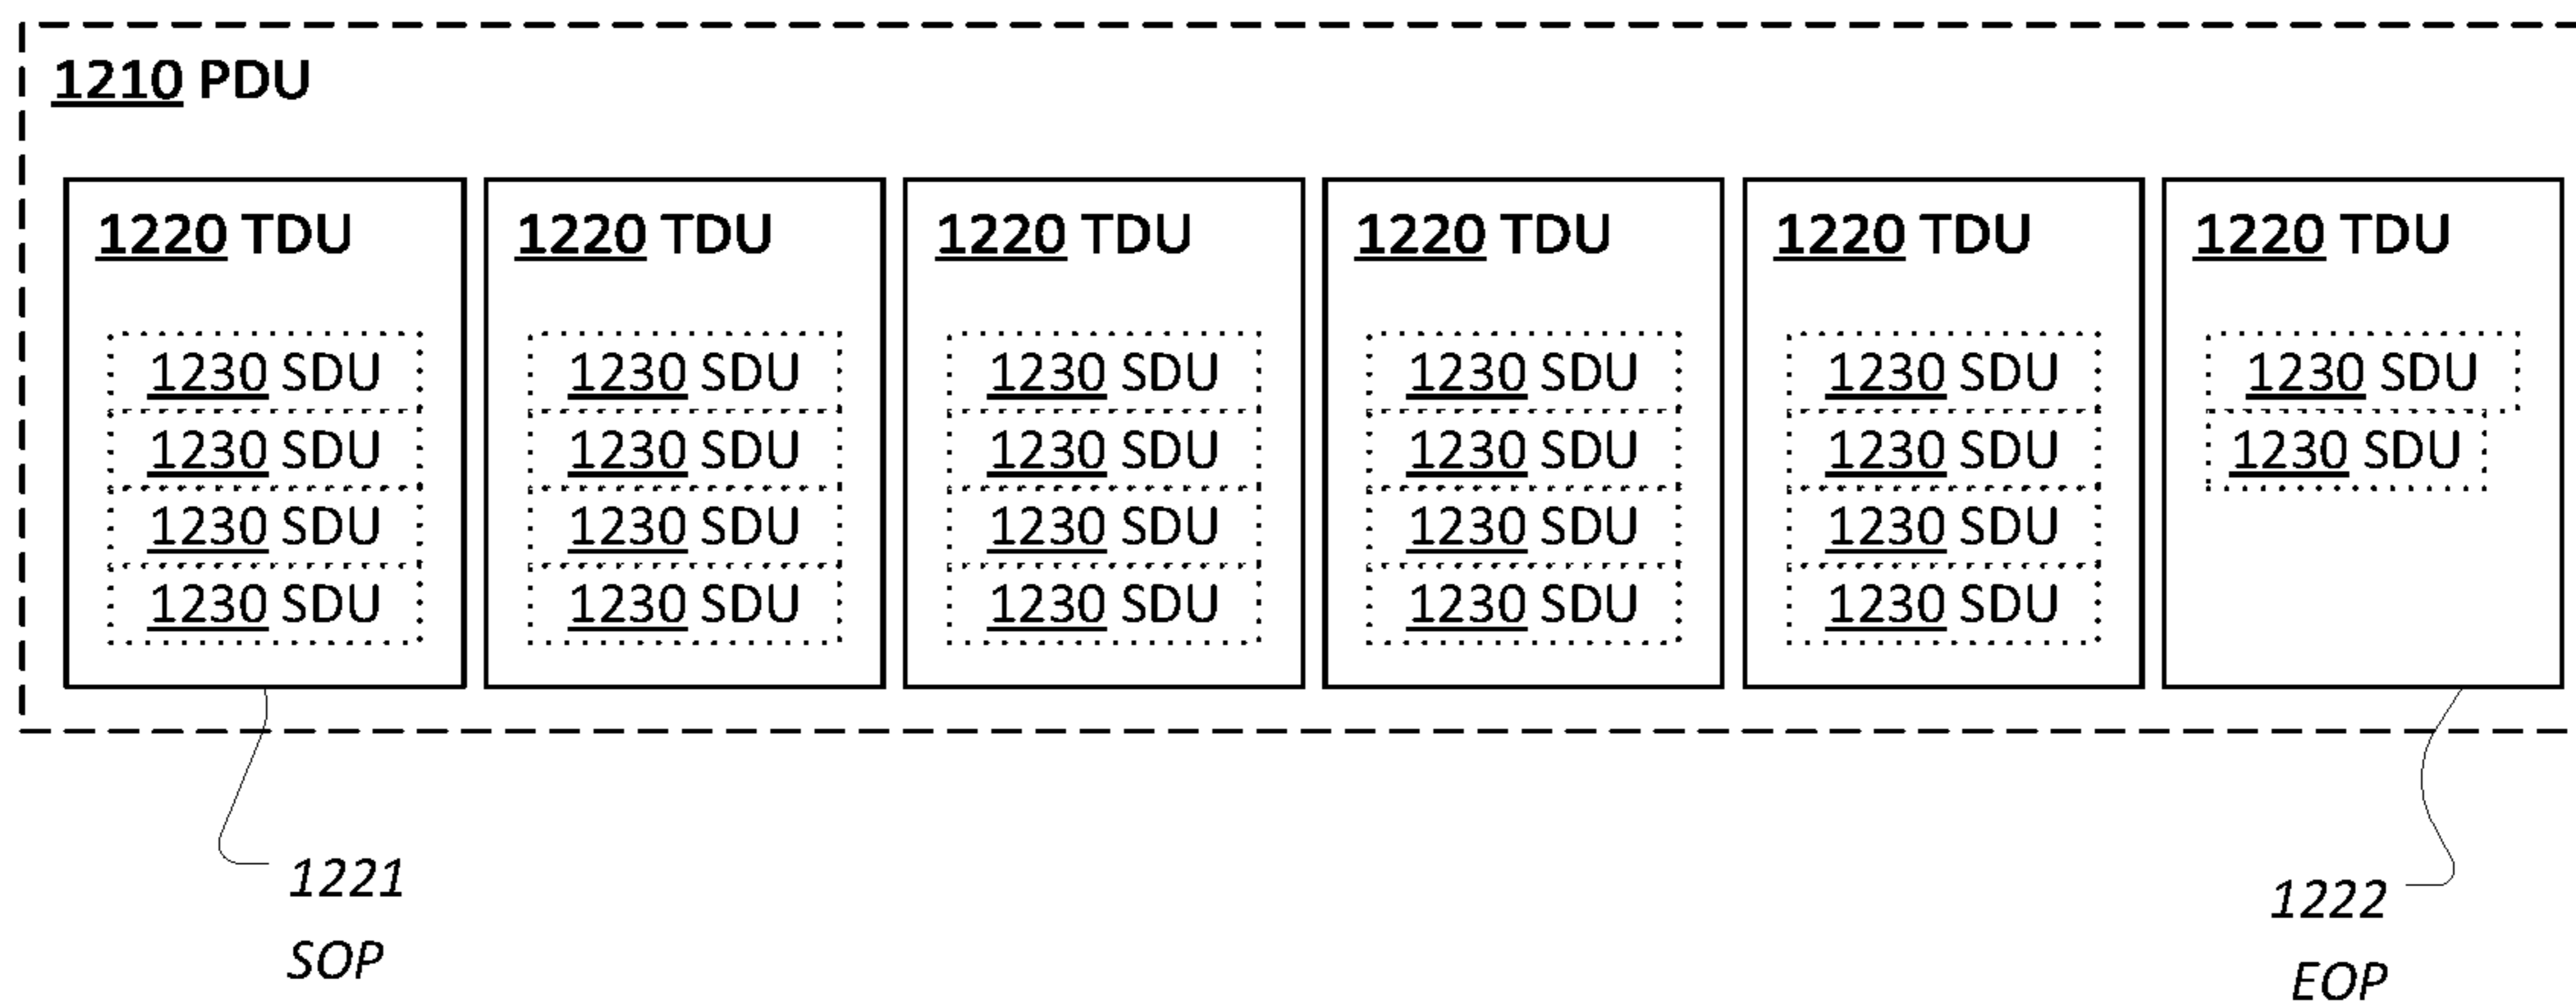 1210 PDU
1220 TDU 1220 TDU 1220 TDU 1220 TDU 1220 TDU 1220 TDU
1230 SDU 1230 SDU 1230 SDU 1230 SDU 1230 SDU 1230 SDU
1230 SDU 1230 SDU 1230 SDU 1230 SDU 1230 SDU 1230 SDU
1230 SDU 1230 SDU 1230 SDU 1230 SDU 1230 SDU
1230 SDU 1230 SDU 1230 SDU 1230 SDU 1230 SDU
1221
SOP
1222
EOP